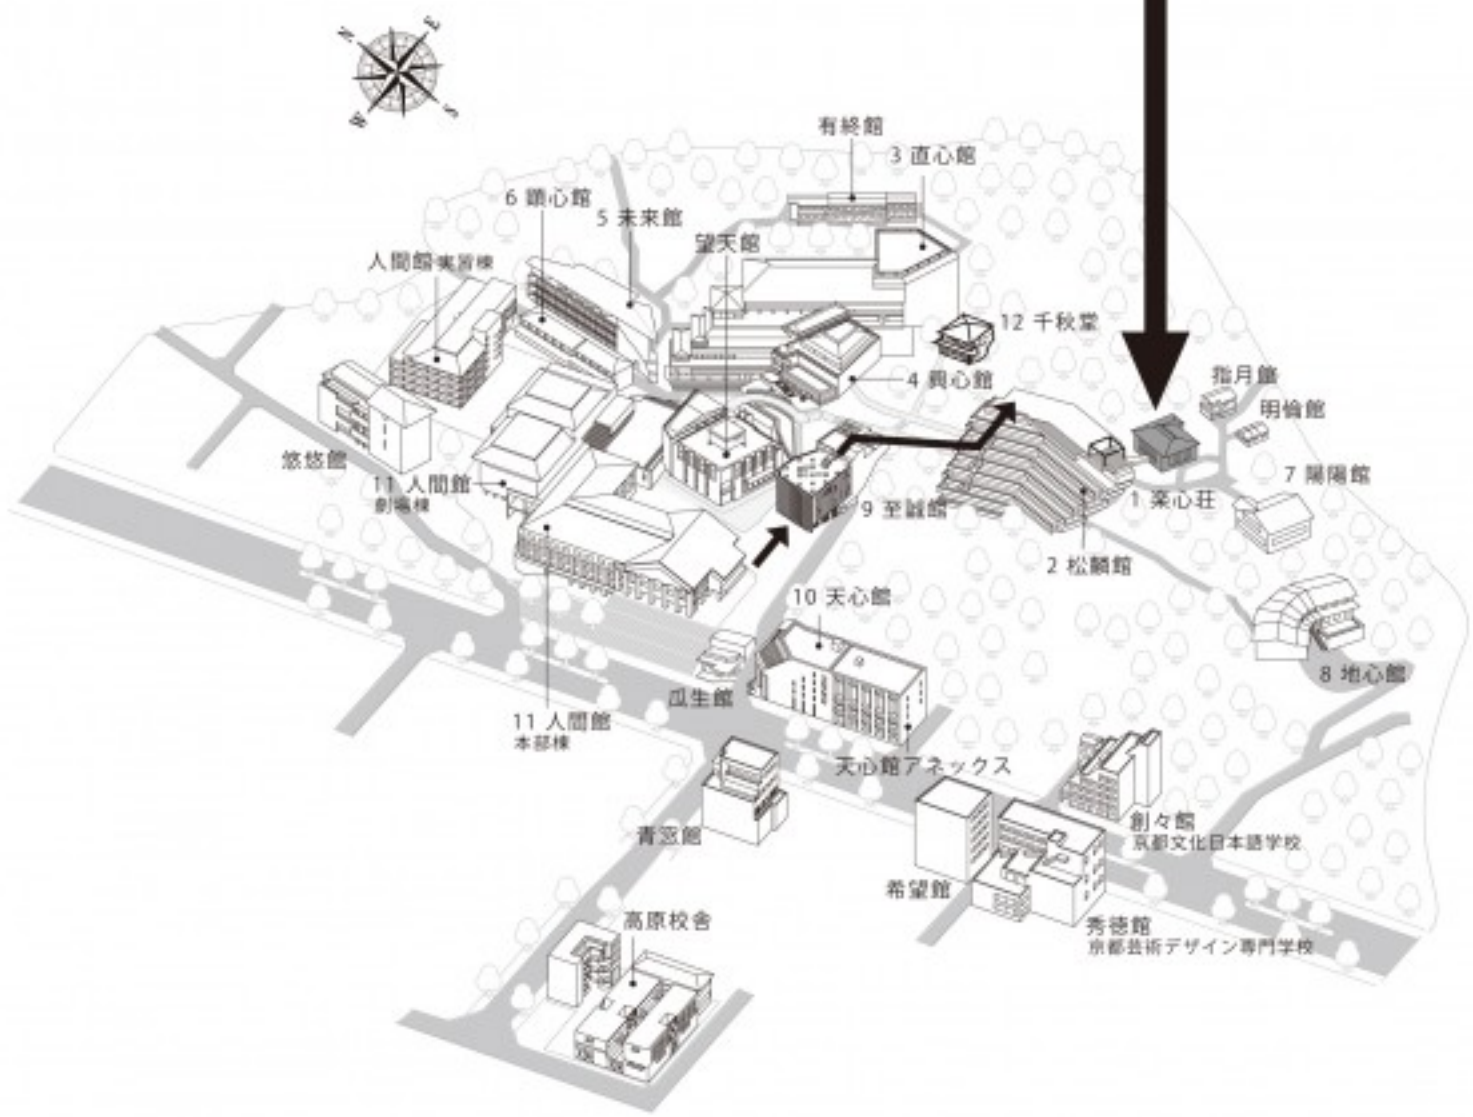 N
E
W
S
有終館
3 直心館
6 顕心館
5 未来館
望天館
人間館 実習棟
12 千秋堂
4 興心館
指月館
明倫館
悠悠館
11 人間館
劇場棟
7 陽陽館
1 楽心荘
9 至誠館
2 松麟館
10 天心館
8 地心館
瓜生館
11 人間館
本部棟
天心館アネックス
創々館
京都文化日本語学校
青窓館
希望館
高原校舎
秀徳館
京都芸術デザイン専門学校